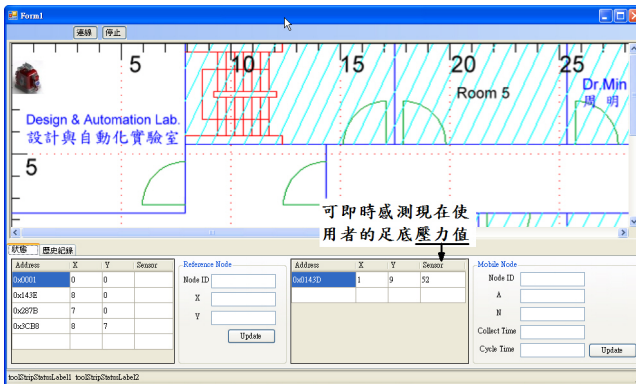 Form1
連線 停止
5 10 15 20 25
Room 5
Dr.Min
周 明
Design & Automation Lab.
設計與自動化實驗室
5
可即時感測現在使
用者的足底壓力值
狀態 歷史紀錄
Address X Y Sensor
0x0001 0 0
0x143E 8 0
0x287B 7 0
0x3CB8 8 7
Reference Node
Node ID
X
Y
Update
Address X Y Sensor
0x0143D 1 9 52
Mobile Node
Node ID
A
N
Collect Time
Cycle Time
Update
toolStripStatusLabel1 toolStripStatusLabel2